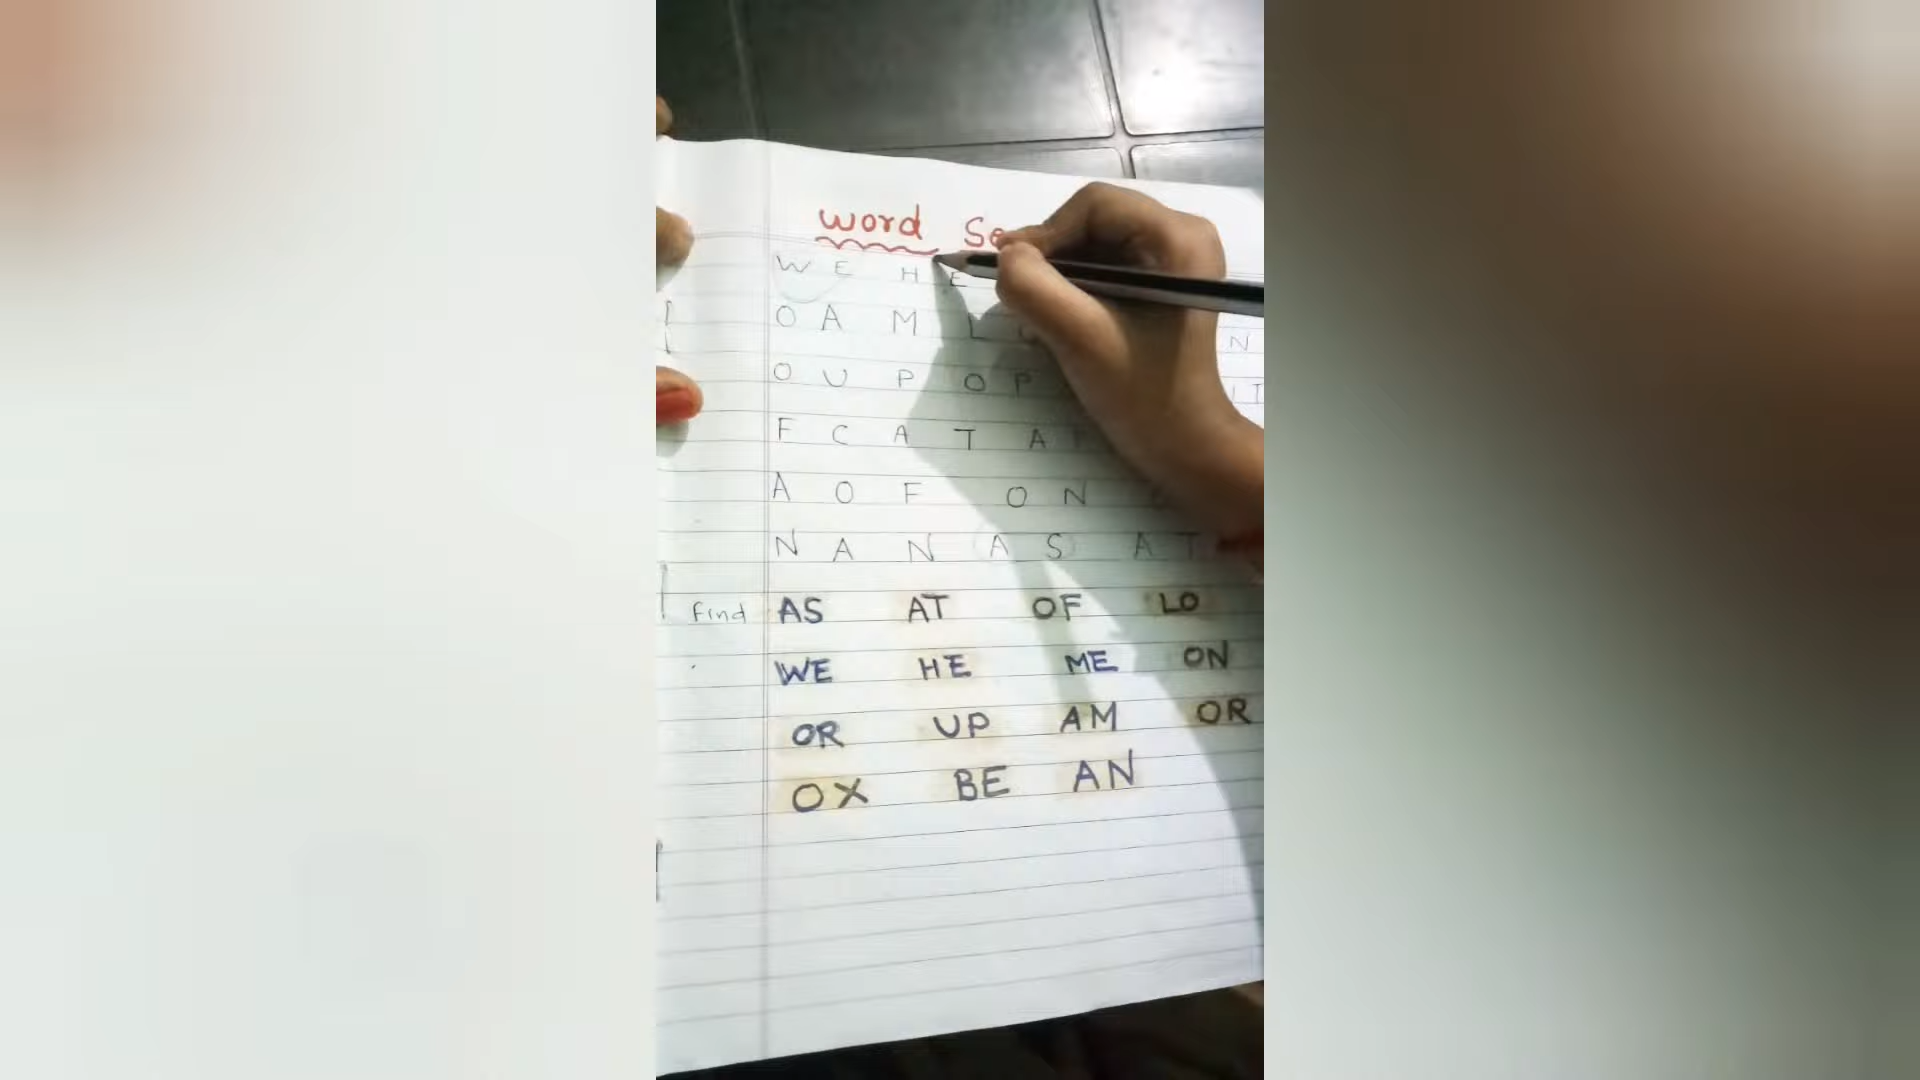 word Se
W E H E
O A M L N
O U P O P I T
F C A T A
A O F O N
N A N A S A T
Find AS AT OF LO
WE HE ME ON
OR UP AM OR
OX BE AN